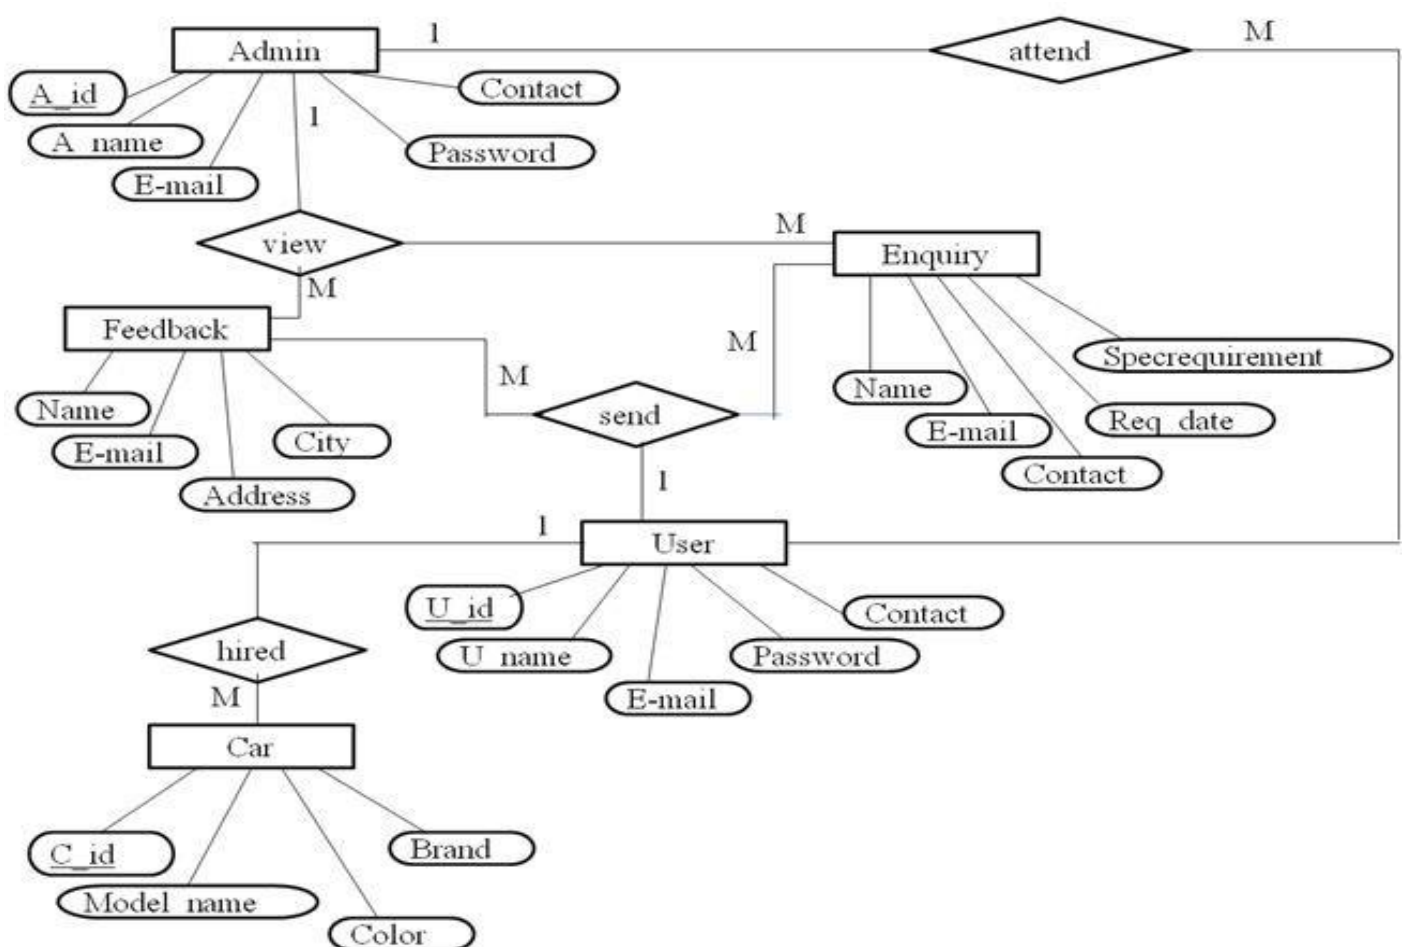 Admin
1
attend
M
A_id
Contact
A_name
1
Password
E-mail
view
M
Enquiry
M
Feedback
M
M
Specrequirement
Name
Name
send
Req_date
City
E-mail
E-mail
Contact
Address
1
1
User
U_id
Contact
hired
U_name
Password
M
E-mail
Car
C_id
Brand
Model_name
Color